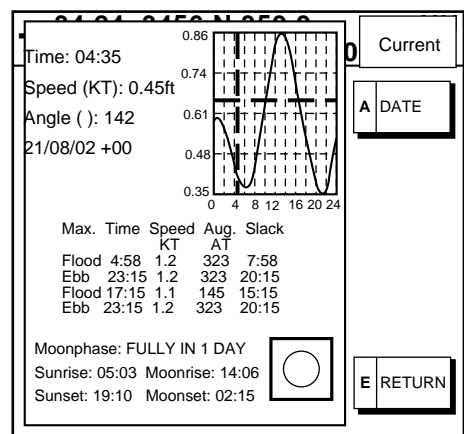 Current
Time: 04:35
Speed (KT): 0.45ft
Angle ( ): 142
21/08/02 +00
0.86
0.74
0.61
0.48
0.35
0 4 8 12 16 20 24
A DATE
Max. Time Speed Aug. Slack
KT AT
Flood 4:58 1.2 323 7:58
Ebb 23:15 1.2 323 20:15
Flood 17:15 1.1 145 15:15
Ebb 23:15 1.2 323 20:15
Moonphase: FULLY IN 1 DAY
Sunrise: 05:03 Moonrise: 14:06
Sunset: 19:10 Moonset: 02:15
E RETURN